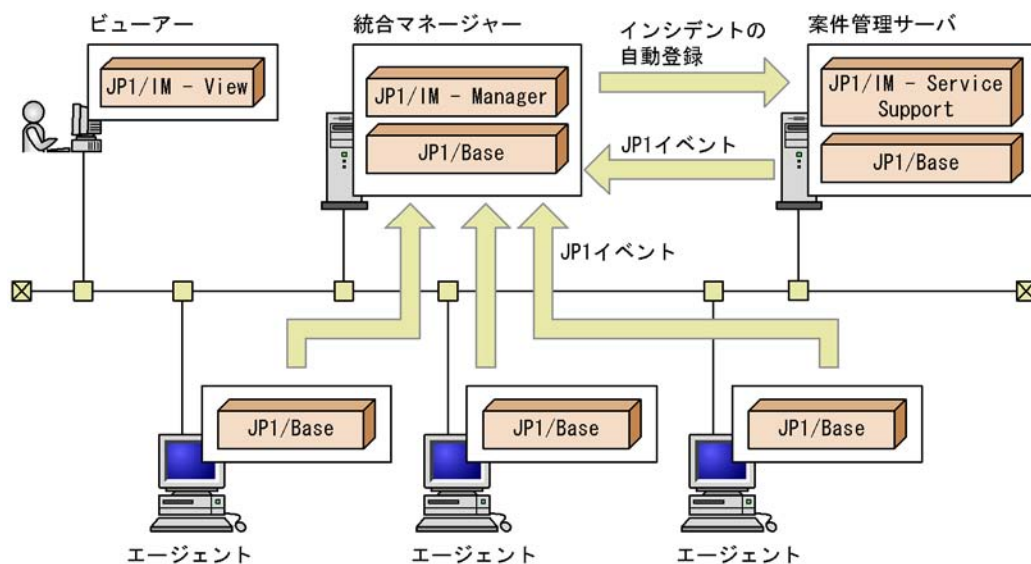 ビューアー
統合マネージャー
インシデントの
自動登録
案件管理サーバ
JP1/IM - View
JP1/IM - Manager
JP1/Base
JP1イベント
JP1/IM - Service
Support
JP1/Base
JP1イベント
JP1/Base
JP1/Base
JP1/Base
エージェント
エージェント
エージェント